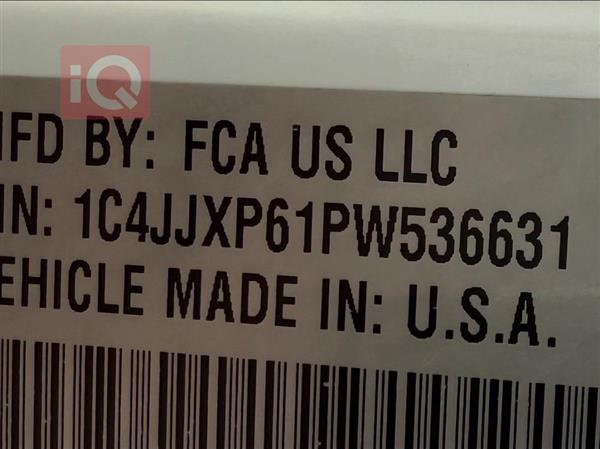 iQ
MFD BY: FCA US LLC
VIN: 1C4JJXP61PW536631
VEHICLE MADE IN: U.S.A.